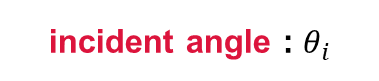 incident angle : θᵢ